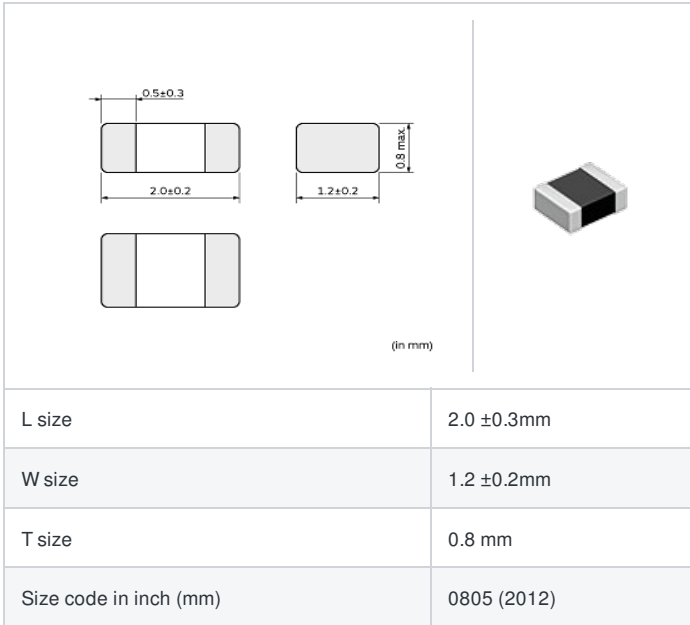 0.5±0.3
2.0±0.2
1.2±0.2
0.8 max.
(in mm)
L size 2.0 ±0.3mm
W size 1.2 ±0.2mm
T size 0.8 mm
Size code in inch (mm) 0805 (2012)